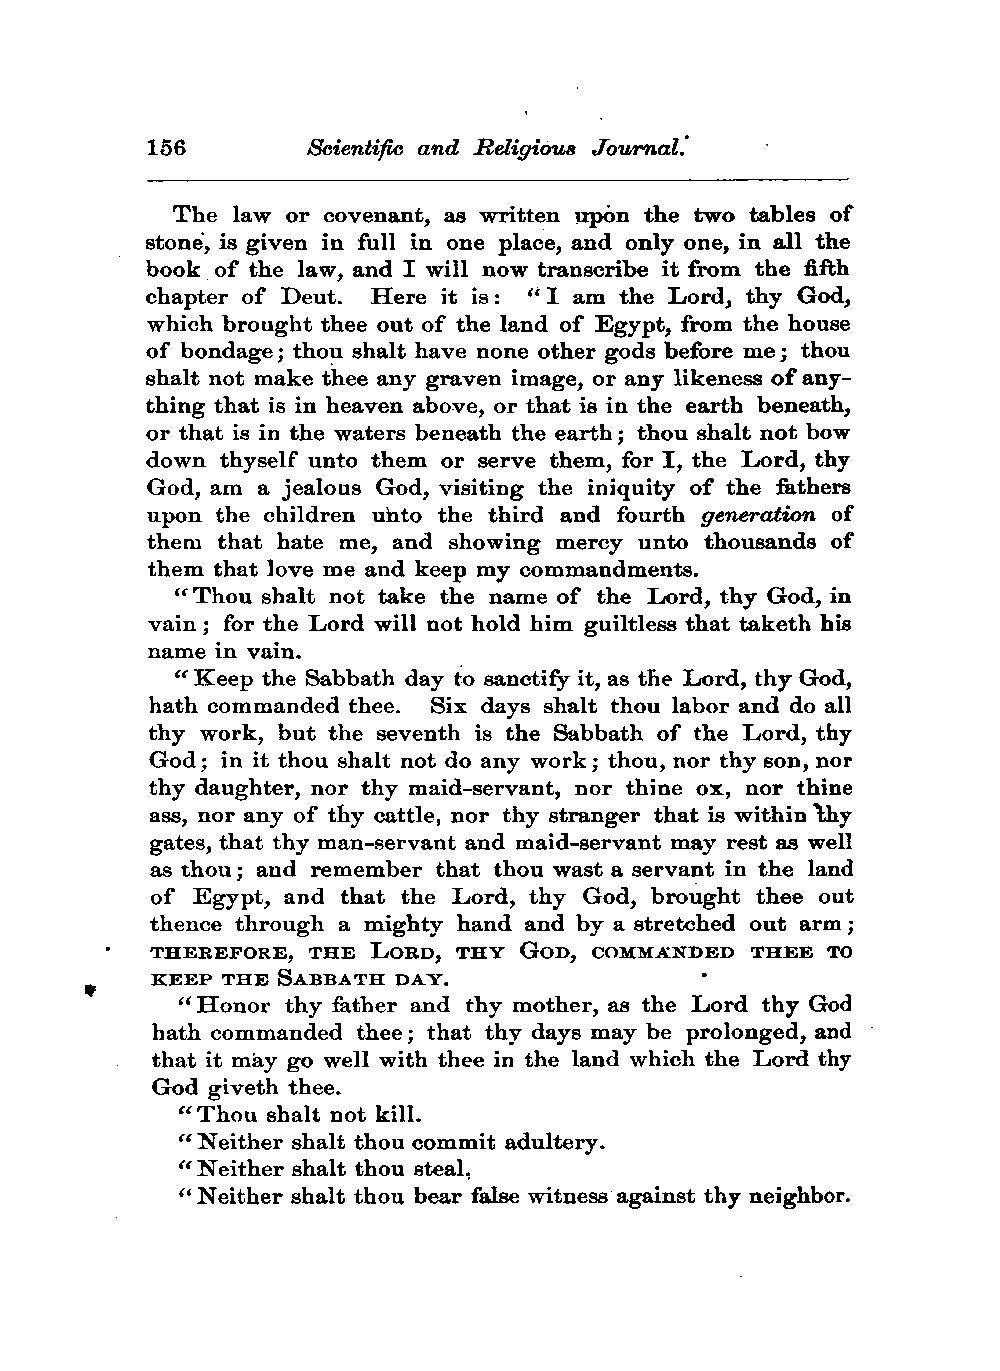 156 Scientific and Religious Journal.
The law or covenant, as written upon the two tables of
stone, is given in full in one place, and only one, in all the
book of the law, and I will now transcribe it from the fifth
chapter of Deut. Here it is: “I am the Lord, thy God,
which brought thee out of the land of Egypt, from the house
of bondage; thou shalt have none other gods before me; thou
shalt not make thee any graven image, or any likeness of any-
thing that is in heaven above, or that is in the earth beneath,
or that is in the waters beneath the earth; thou shalt not bow
down thyself unto them or serve them, for I, the Lord, thy
God, am a jealous God, visiting the iniquity of the fathers
upon the children unto the third and fourth generation of
them that hate me, and showing mercy unto thousands of
them that love me and keep my commandments.
“Thou shalt not take the name of the Lord, thy God, in
vain; for the Lord will not hold him guiltless that taketh his
name in vain.
“Keep the Sabbath day to sanctify it, as the Lord, thy God,
hath commanded thee. Six days shalt thou labor and do all
thy work, but the seventh is the Sabbath of the Lord, thy
God; in it thou shalt not do any work; thou, nor thy son, nor
thy daughter, nor thy maid-servant, nor thine ox, nor thine
ass, nor any of thy cattle, nor thy stranger that is within thy
gates, that thy man-servant and maid-servant may rest as well
as thou; and remember that thou wast a servant in the land
of Egypt, and that the Lord, thy God, brought thee out
thence through a mighty hand and by a stretched out arm;
THEREFORE, THE LORD, THY GOD, COMMANDED THEE TO
KEEP THE SABBATH DAY.
“Honor thy father and thy mother, as the Lord thy God
hath commanded thee; that thy days may be prolonged, and
that it may go well with thee in the land which the Lord thy
God giveth thee.
“Thou shalt not kill.
“Neither shalt thou commit adultery.
“Neither shalt thou steal,
“Neither shalt thou bear false witness against thy neighbor.